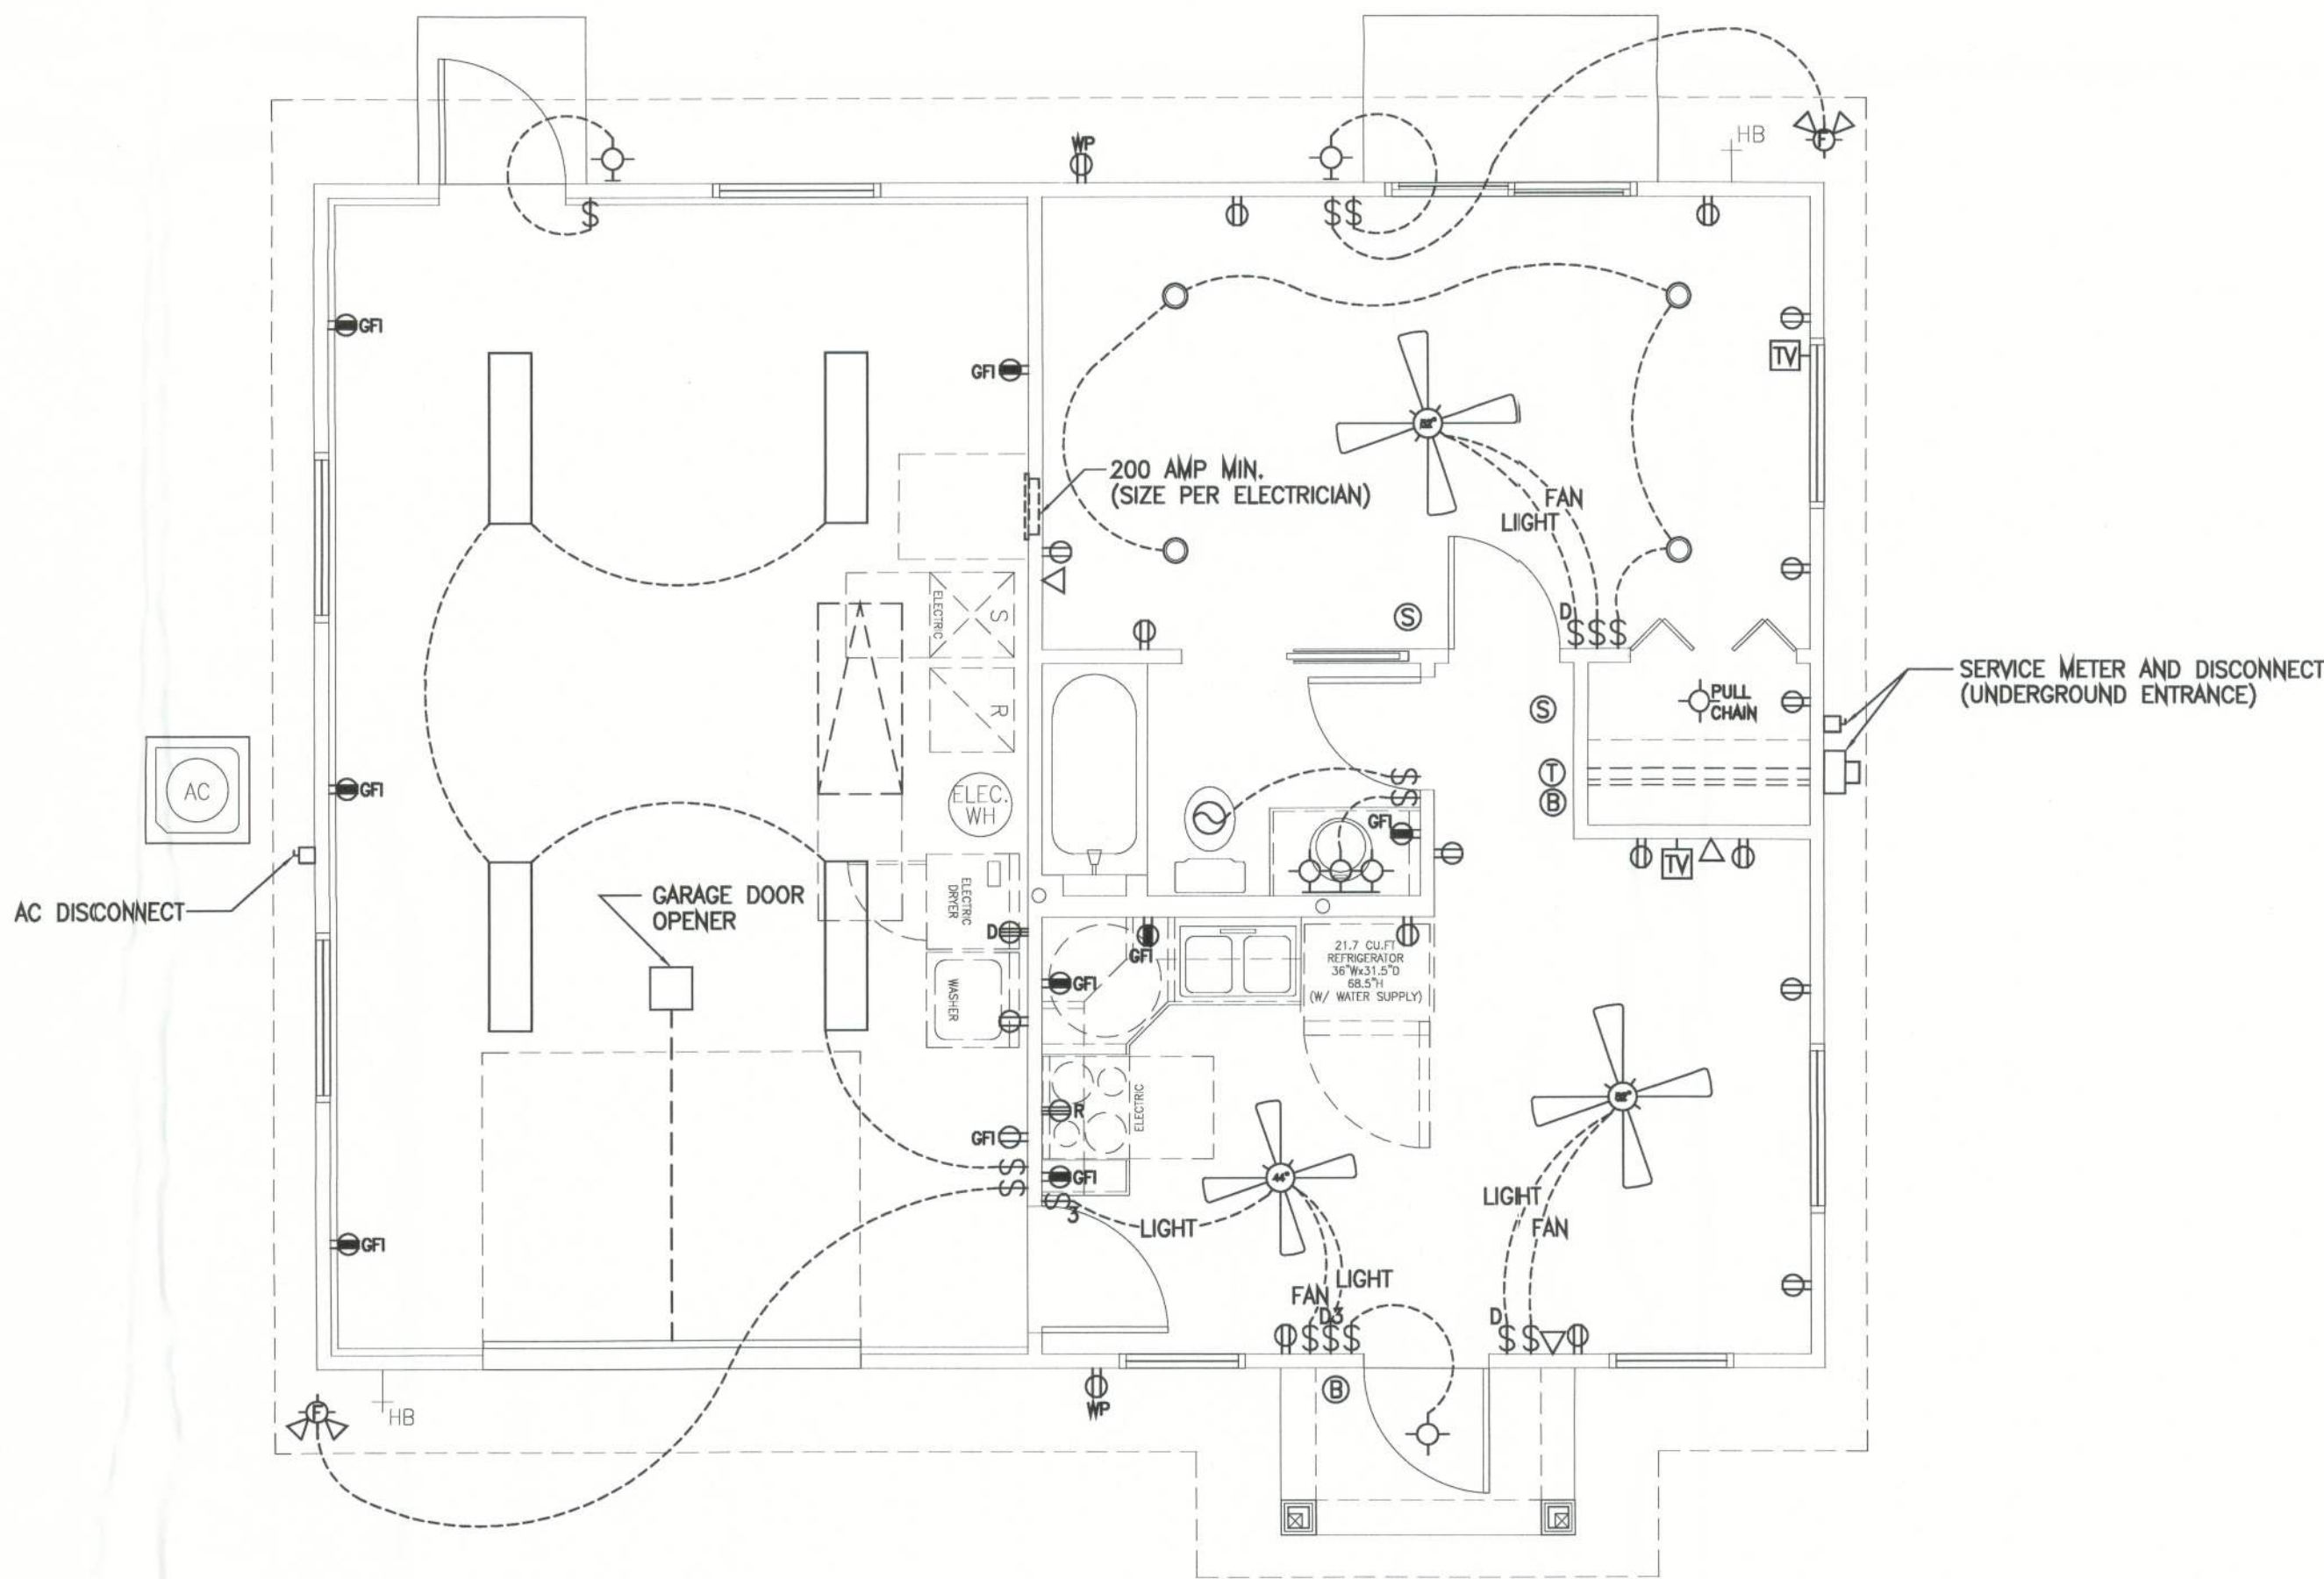 WP
HB
F
$
$$
GFI
TV
GFI
52"
200 AMP MIN.
(SIZE PER ELECTRICIAN)
FAN
LIGHT
ELECTRIC
S
S
D
$$$
SERVICE METER AND DISCONNECT
(UNDERGROUND ENTRANCE)
R
S
PULL
CHAIN
AC
GFI
ELEC.
WH
$
$
T
B
GFI
TV
AC DISCONNECT
GARAGE DOOR
OPENER
ELECTRIC
DRYER
D
WASHER
GFI
GFI
21.7 CU.FT
REFRIGERATOR
36"Wx31.5"D
68.5"H
(W/ WATER SUPPLY)
52"
R
ELECTRIC
GFI
$
$
GFI
$
3
LIGHT
44"
LIGHT
FAN
GFI
LIGHT
FAN
D3
$$$
D
$$
HB
F
WP
B